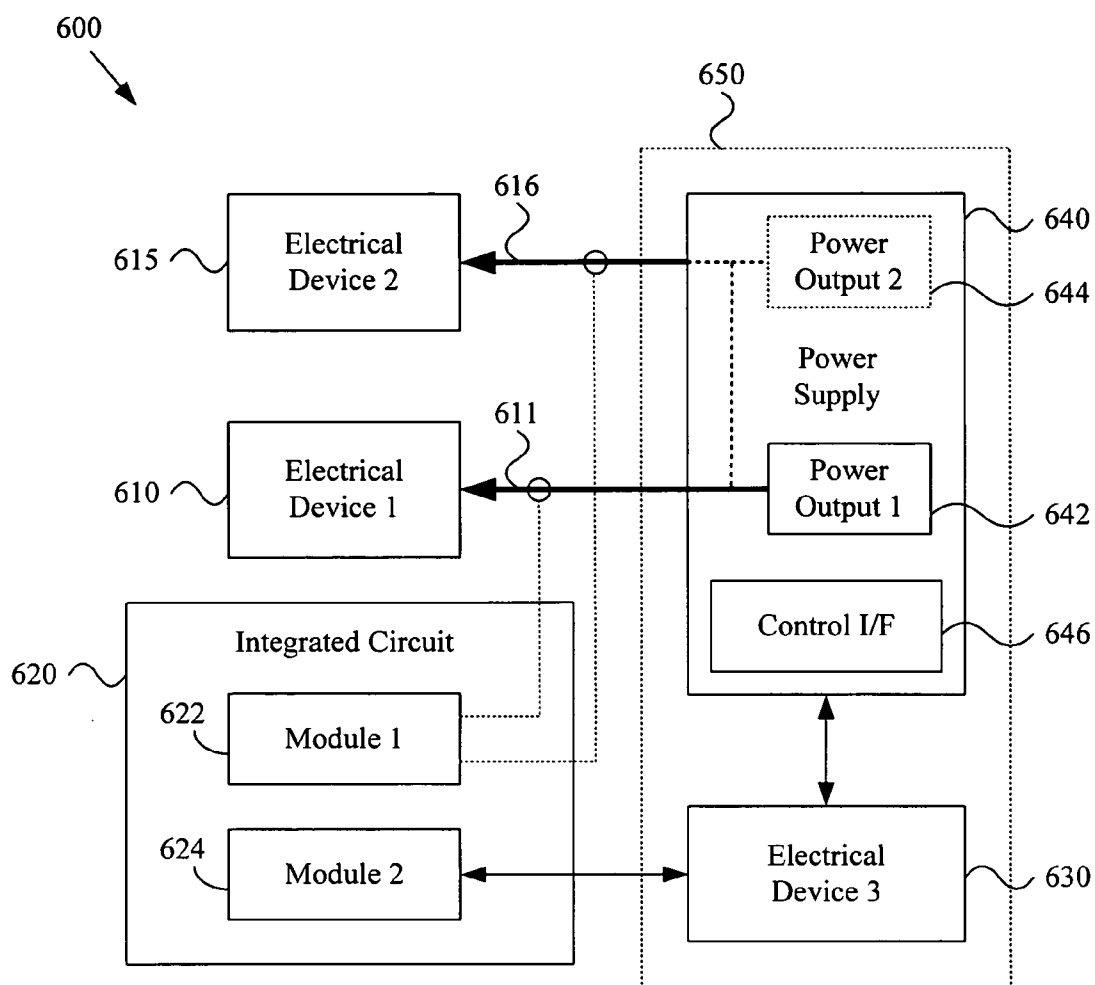 600
650
616
640
615
Electrical
Device 2
Power
Output 2
644
Power
Supply
611
610
Electrical
Device 1
Power
Output 1
642
Integrated Circuit
Control I/F
646
620
622
Module 1
624
Module 2
Electrical
Device 3
630